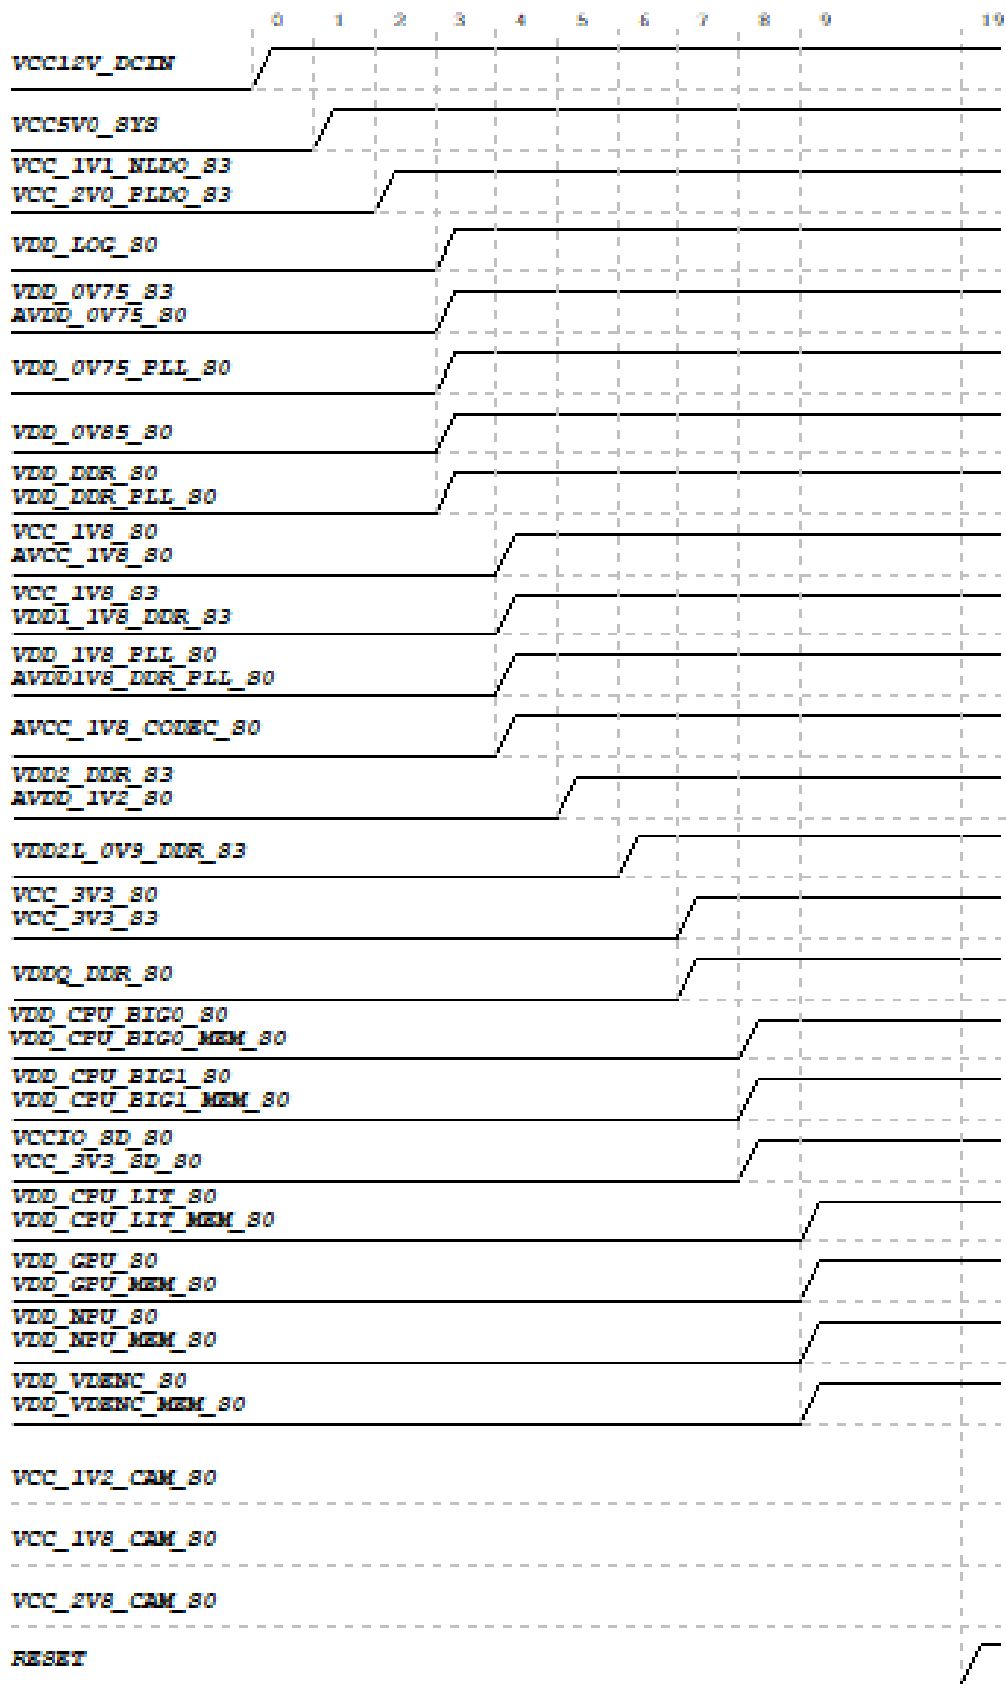 0 1 2 3 4 5 6 7 8 9 19
VCC12V_DCIN
VCC5V0_SYS
VCC_1V1_NLDO_S3
VCC_2V0_PLDO_S3
VDD_LOG_S0
VDD_0V75_S3
AVDD_0V75_S0
VDD_0V75_PLL_S0
VDD_0V85_S0
VDD_DDR_S0
VDD_DDR_PLL_S0
VCC_1V8_S0
AVCC_1V8_S0
VCC_1V8_S3
VDD1_1V8_DDR_S3
VDD_1V8_PLL_S0
AVDD1V8_DDR_PLL_S0
AVCC_1V8_CODEC_S0
VDD2_DDR_S3
AVDD_1V2_S0
VDD2L_0V9_DDR_S3
VCC_3V3_S0
VCC_3V3_S3
VDDQ_DDR_S0
VDD_CPU_BIG0_S0
VDD_CPU_BIG0_MEM_S0
VDD_CPU_BIG1_S0
VDD_CPU_BIG1_MEM_S0
VCCIO_SD_S0
VCC_3V3_SD_S0
VDD_CPU_LIT_S0
VDD_CPU_LIT_MEM_S0
VDD_GPU_S0
VDD_GPU_MEM_S0
VDD_NPU_S0
VDD_NPU_MEM_S0
VDD_VDENC_S0
VDD_VDENC_MEM_S0
VCC_1V2_CAM_S0
VCC_1V8_CAM_S0
VCC_2V8_CAM_S0
RESET